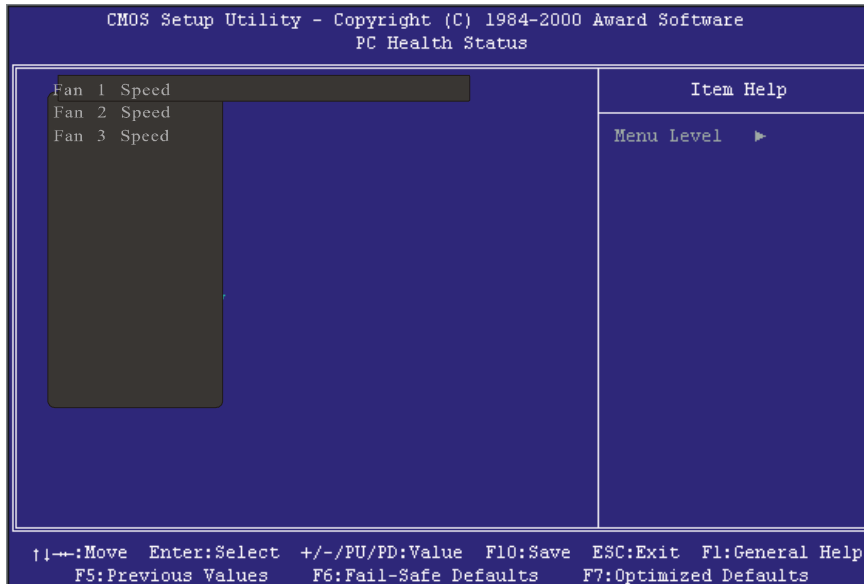 CMOS Setup Utility - Copyright (C) 1984-2000 Award Software
PC Health Status
Fan 1 Speed
Fan 2 Speed
Fan 3 Speed
Item Help
Menu Level ►
↑↓→←:Move Enter:Select +/-/PU/PD:Value F10:Save ESC:Exit F1:General Help
F5:Previous Values F6:Fail-Safe Defaults F7:Optimized Defaults